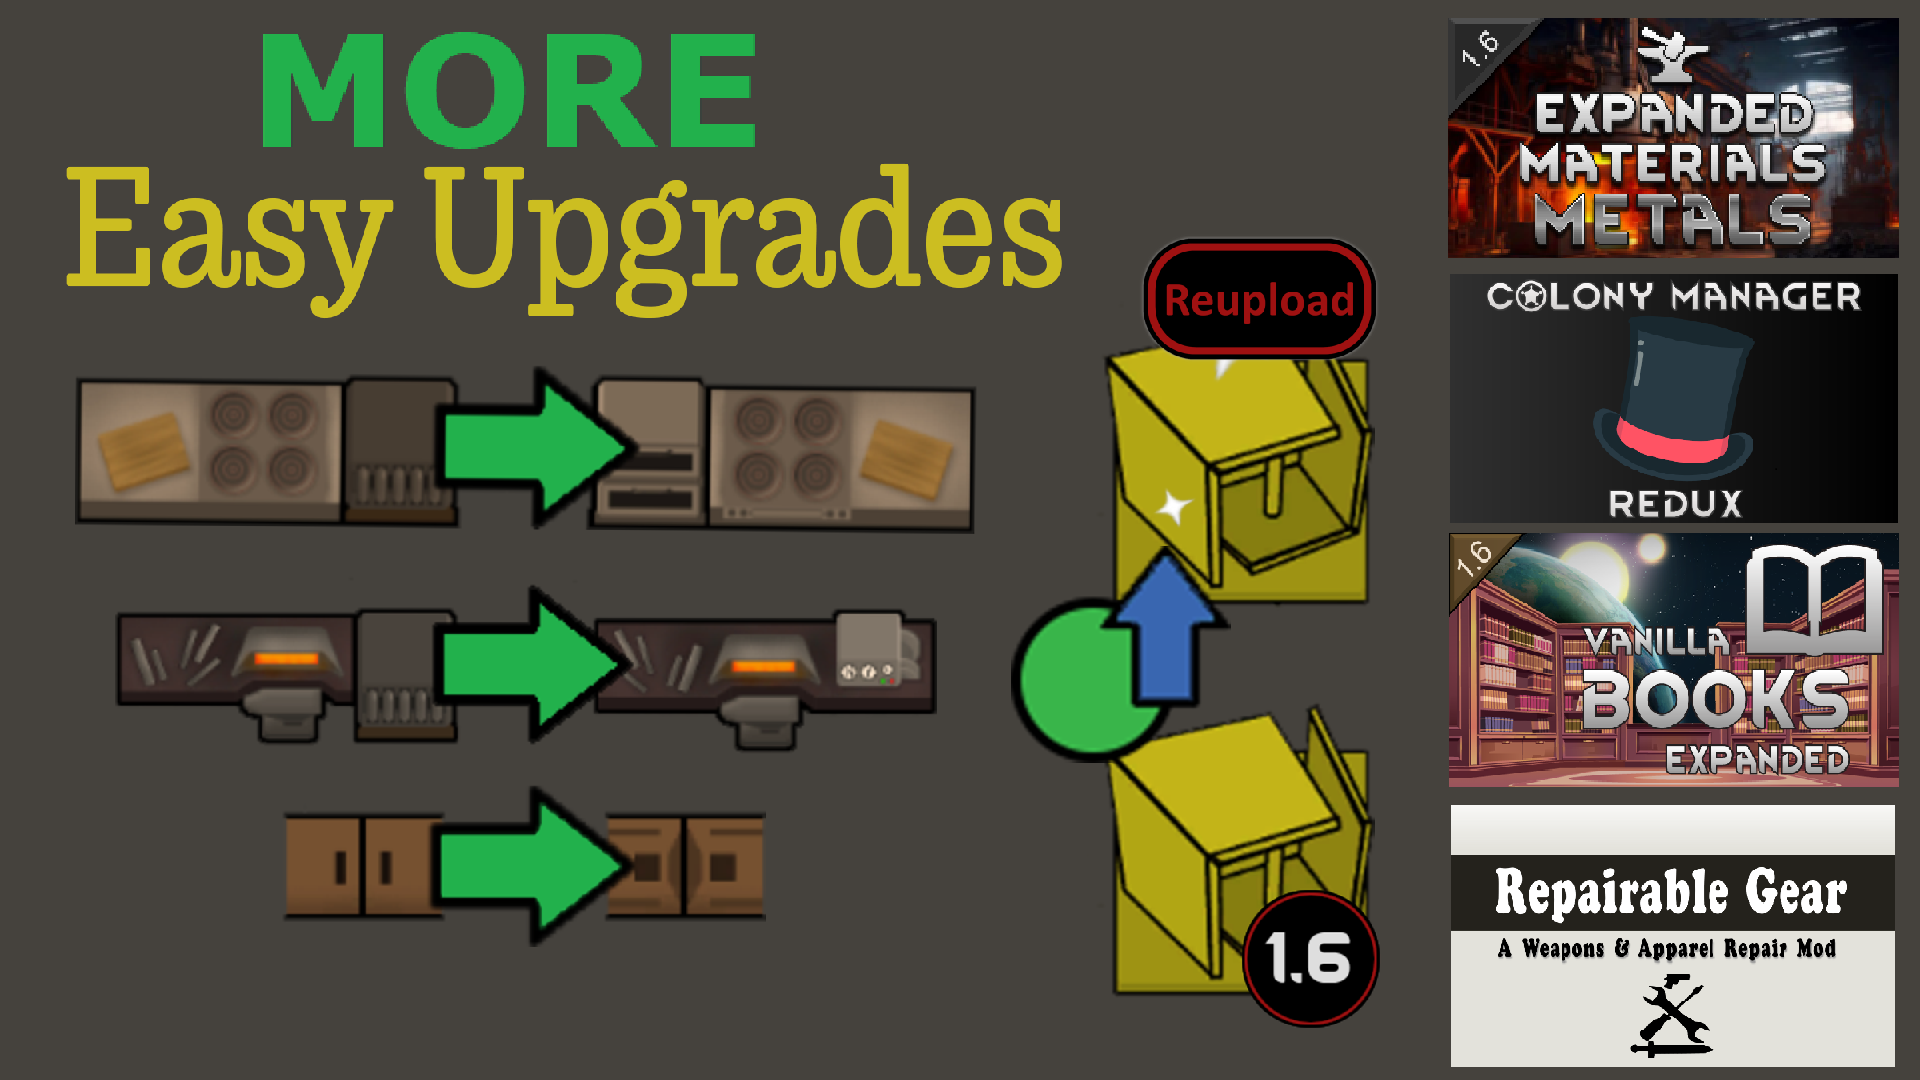 MORE
Easy Upgrades
Reupload
1.6
1.6
EXPANDED
MATERIALS
METALS
COLONY MANAGER
REDUX
1.6
VANILLA
BOOKS
EXPANDED
Repairable Gear
A Weapons & Apparel Repair Mod